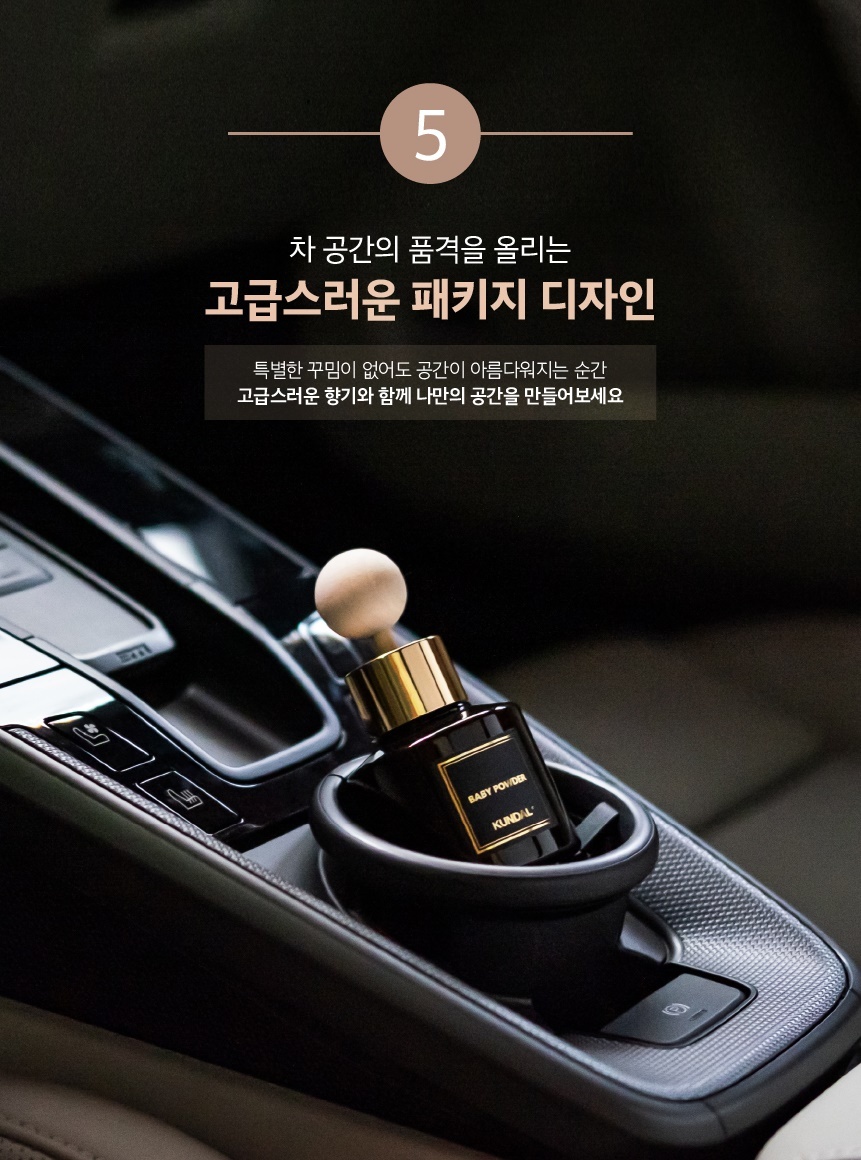 5
차 공간의 품격을 올리는
고급스러운 패키지 디자인
특별한 꾸밈이 없어도 공간이 아름다워지는 순간
고급스러운 향기와 함께 나만의 공간을 만들어보세요
BABY POWDER
KUNDAL